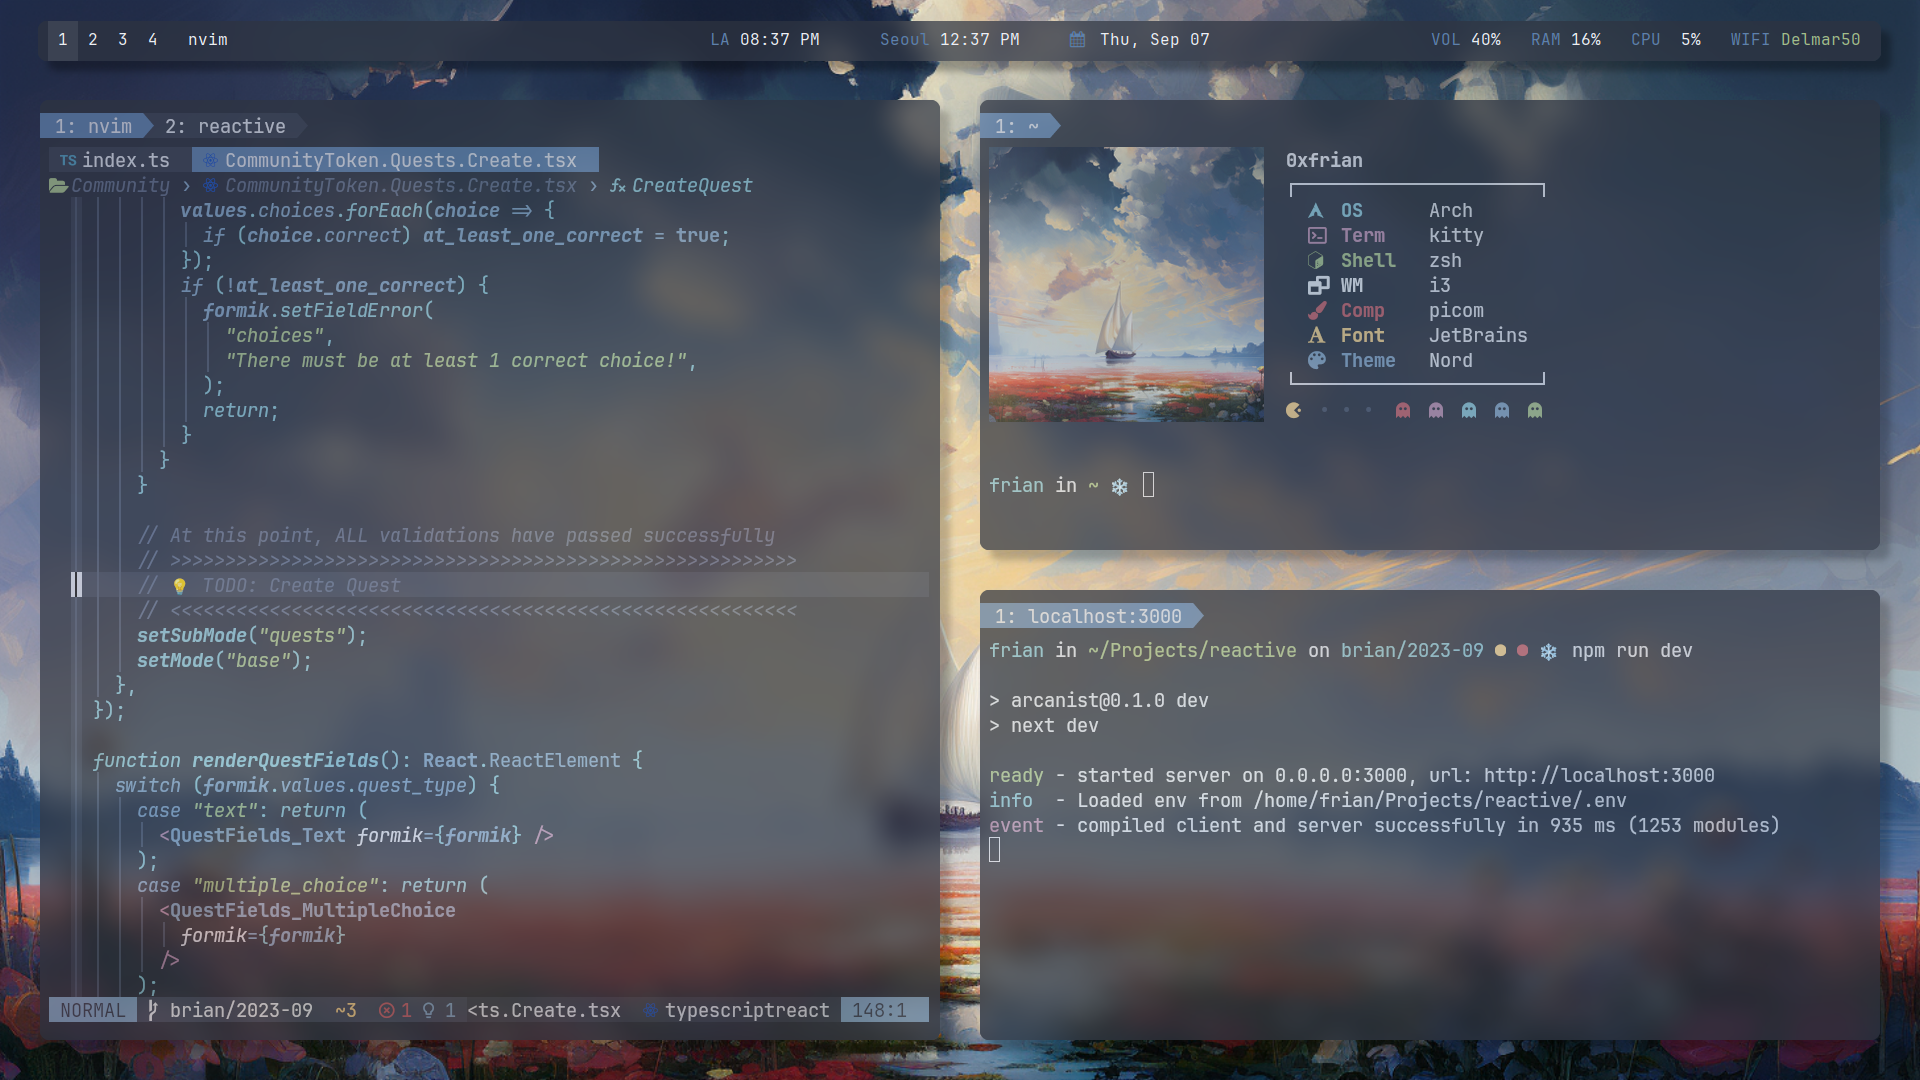 1 2 3 4 nvim LA 08:37 PM Seoul 12:37 PM Thu, Sep 07 VOL 40% RAM 16% CPU 5% WIFI Delmar50
1: nvim 2: reactive
TS index.ts CommunityToken.Quests.Create.tsx
Community › CommunityToken.Quests.Create.tsx › CreateQuest
values.choices.forEach(choice => {
if (choice.correct) at_least_one_correct = true;
});
if (!at_least_one_correct) {
formik.setFieldError(
"choices",
"There must be at least 1 correct choice!",
);
return;
}
}
}
// At this point, ALL validations have passed successfully
// >>>>>>>>>>>>>>>>>>>>>>>>>>>>>>>>>>>>>>>>>>>>>>>>>>>>>>>>>
// 💡 TODO: Create Quest
// <<<<<<<<<<<<<<<<<<<<<<<<<<<<<<<<<<<<<<<<<<<<<<<<<<<<<<<<<
setSubMode("quests");
setMode("base");
},
});
function renderQuestFields(): React.ReactElement {
switch (formik.values.quest_type) {
case "text": return (
<QuestFields_Text formik={formik} />
);
case "multiple_choice": return (
<QuestFields_MultipleChoice
formik={formik}
/>
);
NORMAL brian/2023-09 ~3 1 1 <ts.Create.tsx typescriptreact 148:1
1: ~
0xfrian
OS Arch
Term kitty
Shell zsh
WM i3
Comp picom
Font JetBrains
Theme Nord
frian in ~ ❄
1: localhost:3000
frian in ~/Projects/reactive on brian/2023-09 ❄ npm run dev
> arcanist@0.1.0 dev
> next dev
ready - started server on 0.0.0.0:3000, url: http://localhost:3000
info - Loaded env from /home/frian/Projects/reactive/.env
event - compiled client and server successfully in 935 ms (1253 modules)